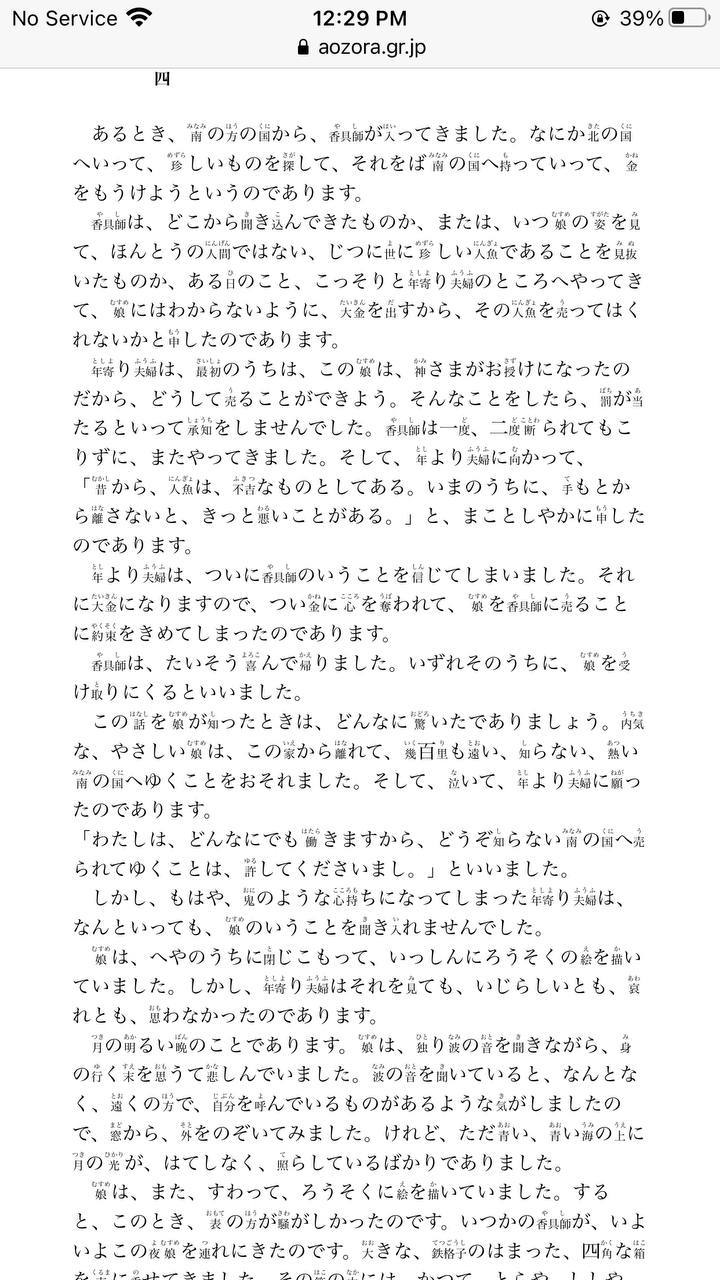 No Service 12:29 PM 39%
aozora.gr.jp
四
あるとき、南の方の国から、香具師が入ってきました。なにか北の国
へいって、珍しいものを探して、それをば南の国へ持っていって、金
をもうけようというのであります。
香具師は、どこから聞き込んできたものか、または、いつ娘の姿を見
て、ほんとうの人間ではない、じつに世に珍しい人魚であることを見抜
いたものか、ある日のこと、こっそりと年寄り夫婦のところへやってき
て、娘にはわからないように、大金を出すから、その人魚を売ってはく
れないかと申したのであります。
年寄り夫婦は、最初のうちは、この娘は、神さまがお授けになったの
だから、どうして売ることができよう。そんなことをしたら、罰が当
たるといって承知をしませんでした。香具師は一度、二度断られてもこ
りずに、またやってきました。そして、年より夫婦に向かって、
「昔から、人魚は、不吉なものとしてある。いまのうちに、手もとか
ら離さないと、きっと悪いことがある。」と、まことしやかに申した
のであります。
年より夫婦は、ついに香具師のいうことを信じてしまいました。それ
に大金になりますので、つい金に心を奪われて、娘を香具師に売ること
に約束をきめてしまったのであります。
香具師は、たいそう喜んで帰りました。いずれそのうちに、娘を受
け取りにくるといいました。
この話を娘が知ったときは、どんなに驚いたでありましょう。内気
な、やさしい娘は、この家から離れて、幾百里も遠い、知らない、熱い
南の国へゆくことをおそれました。そして、泣いて、年より夫婦に願っ
たのであります。
「わたしは、どんなにでも働きますから、どうぞ知らない南の国へ売
られてゆくことは、許してくださいまし。」といいました。
しかし、もはや、鬼のような心持ちになってしまった年寄り夫婦は、
なんといっても、娘のいうことを聞き入れませんでした。
娘は、へやのうちに閉じこもって、いっしんにろうそくの絵を描い
ていました。しかし、年寄り夫婦はそれを見ても、いじらしいとも、哀
れとも、思わなかったのであります。
月の明るい晩のことであります。娘は、独り波の音を聞きながら、身
の行く末を思うて悲しんでいました。波の音を聞いていると、なんとな
く、遠くの方で、自分を呼んでいるものがあるような気がしましたの
で、窓から、外をのぞいてみました。けれど、ただ青い、青い海の上に
月の光が、はてしなく、照らしているばかりでありました。
娘は、また、すわって、ろうそくに絵を描いていました。する
と、このとき、表の方が騒がしかったのです。いつかの香具師が、いよ
いよこの夜娘を連れにきたのです。大きな、鉄格子のはまった、四角な箱